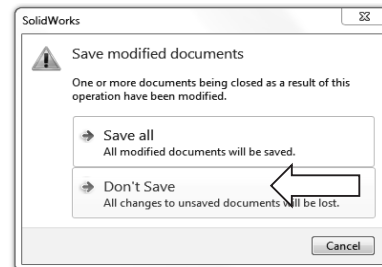 SolidWorks
Save modified documents
One or more documents being closed as a result of this
operation have been modified.
Save all
All modified documents will be saved.
Don't Save
All changes to unsaved documents will be lost.
Cancel